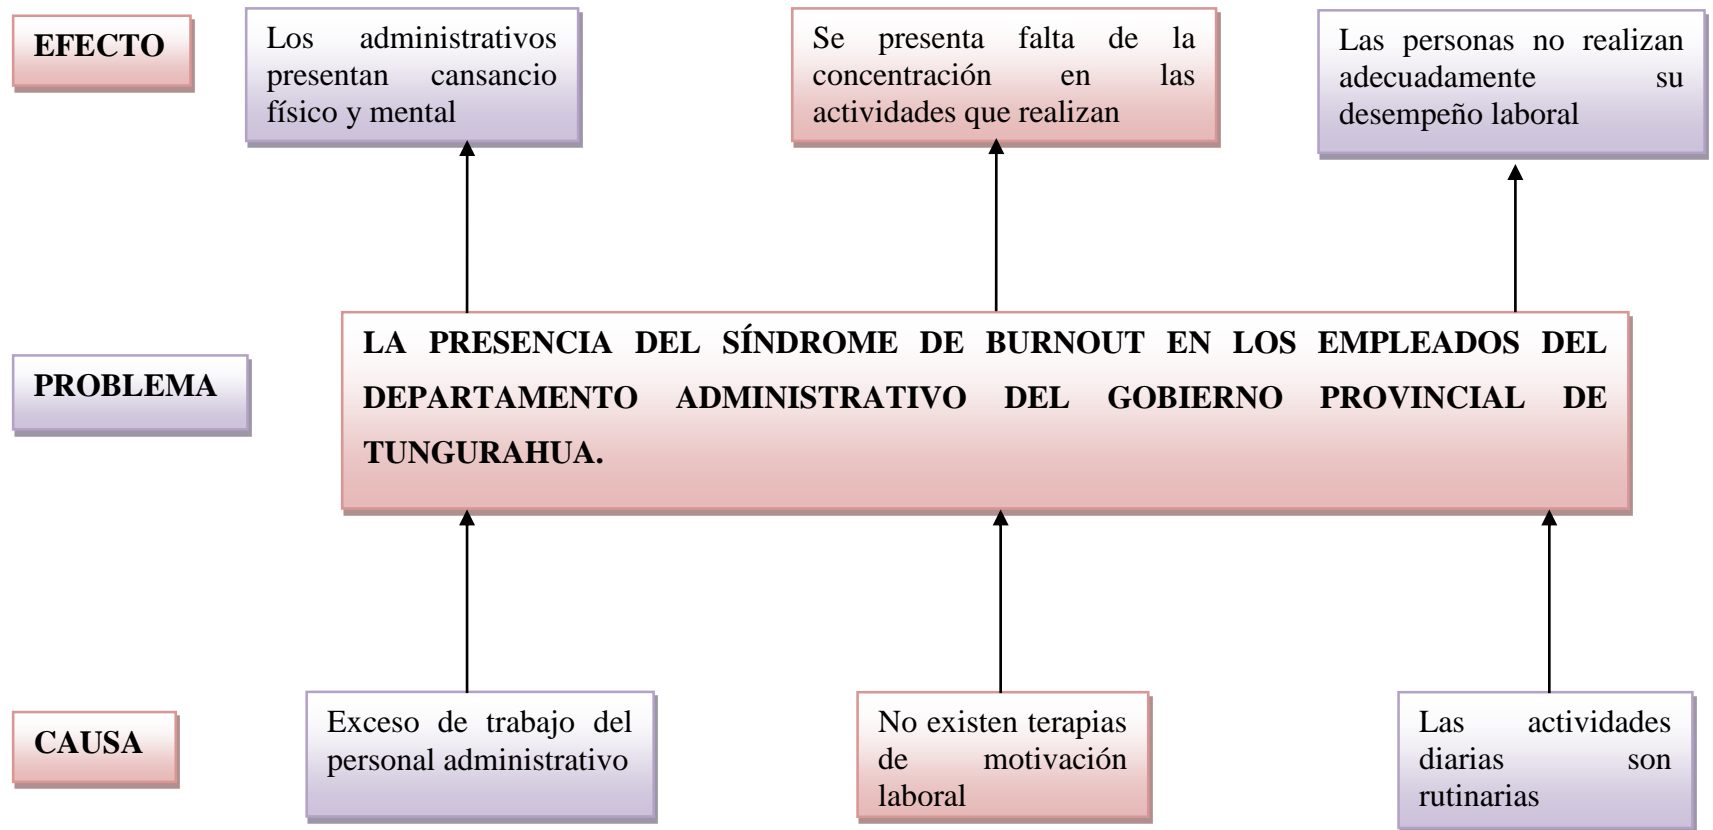 EFECTO
Los administrativos
presentan cansancio
físico y mental
Se presenta falta de la
concentración en las
actividades que realizan
Las personas no realizan
adecuadamente su
desempeño laboral
PROBLEMA
LA PRESENCIA DEL SÍNDROME DE BURNOUT EN LOS EMPLEADOS DEL
DEPARTAMENTO ADMINISTRATIVO DEL GOBIERNO PROVINCIAL DE
TUNGURAHUA.
CAUSA
Exceso de trabajo del
personal administrativo
No existen terapias
de motivación
laboral
Las actividades
diarias son
rutinarias